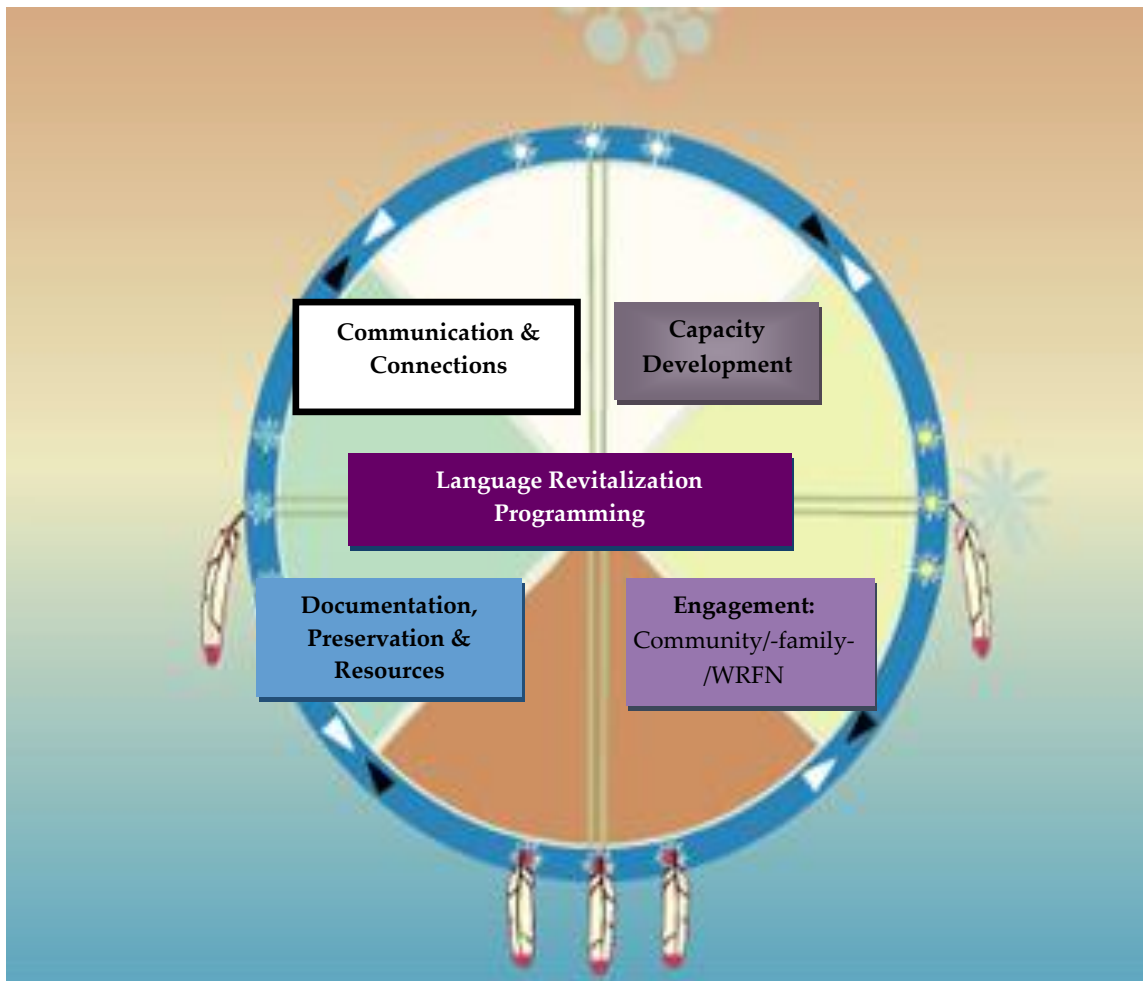 Communication &
Connections
Capacity
Development
Language Revitalization
Programming
Documentation,
Preservation &
Resources
Engagement:
Community/-family-
/WRFN